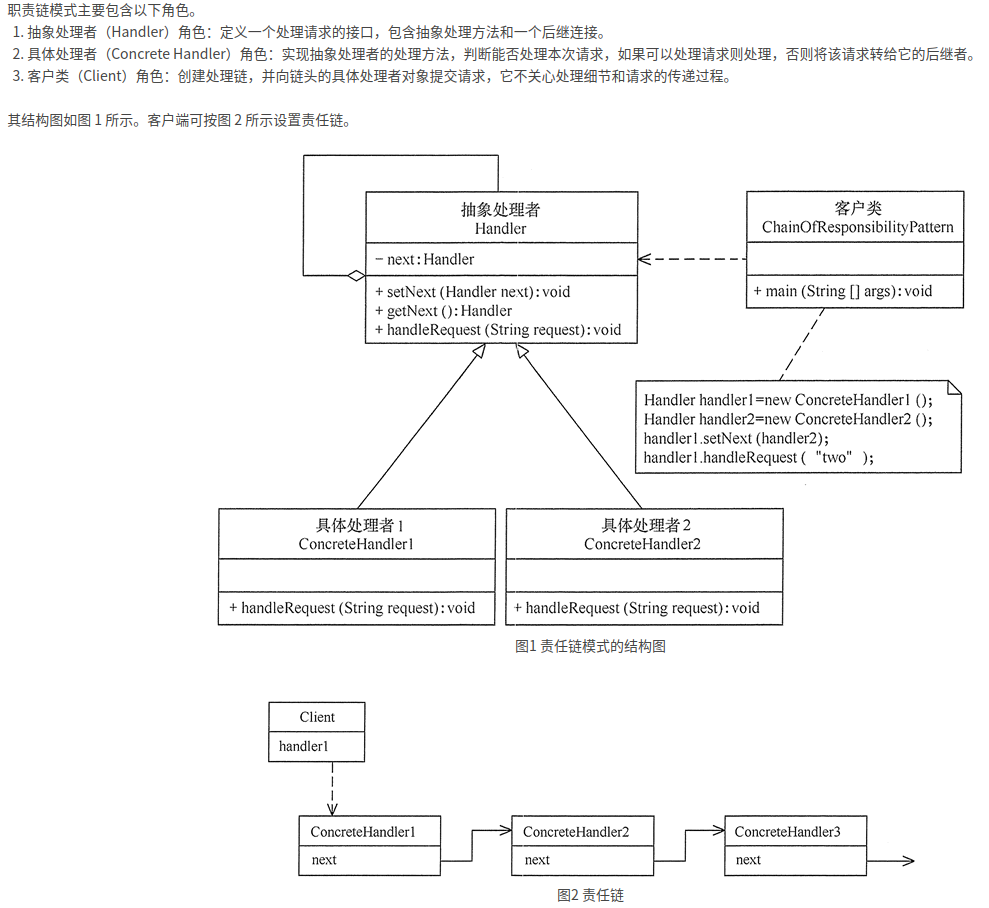 职责链模式主要包含以下角色。
1. 抽象处理者（Handler）角色：定义一个处理请求的接口，包含抽象处理方法和一个后继连接。
2. 具体处理者（Concrete Handler）角色：实现抽象处理者的处理方法，判断能否处理本次请求，如果可以处理请求则处理，否则将该请求转给它的后继者。
3. 客户类（Client）角色：创建处理链，并向链头的具体处理者对象提交请求，它不关心处理细节和请求的传递过程。
其结构图如图 1 所示。客户端可按图 2 所示设置责任链。
抽象处理者
Handler
- next:Handler
+ setNext (Handler next):void
+ getNext ():Handler
+ handleRequest (String request):void
客户类
ChainOfResponsibilityPattern
+ main (String [] args):void
Handler handler1=new ConcreteHandler1 ();
Handler handler2=new ConcreteHandler2 ();
handler1.setNext (handler2);
handler1.handleRequest ( "two" );
具体处理者 1
ConcreteHandler1
+ handleRequest (String request):void
具体处理者 2
ConcreteHandler2
+ handleRequest (String request):void
图1 责任链模式的结构图
Client
handler1
ConcreteHandler1
next
ConcreteHandler2
next
ConcreteHandler3
next
图2 责任链